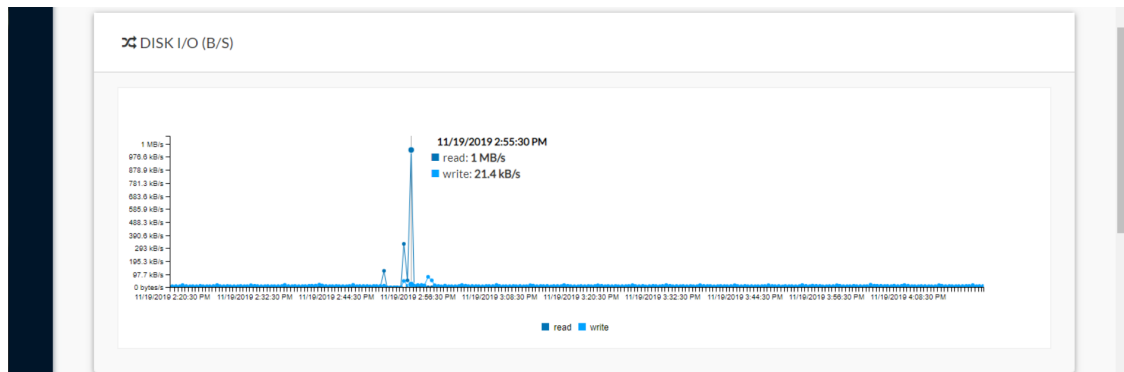 DISK I/O (B/S)
11/19/2019 2:55:30 PM
read: 1 MB/s
write: 21.4 kB/s
1 MB/s
976.6 kB/s
878.9 kB/s
781.3 kB/s
683.6 kB/s
585.9 kB/s
488.3 kB/s
390.6 kB/s
293 kB/s
195.3 kB/s
97.7 kB/s
0 bytes/s
11/19/2019 2:20:30 PM 11/19/2019 2:32:30 PM 11/19/2019 2:44:30 PM 11/19/2019 2:56:30 PM 11/19/2019 3:08:30 PM 11/19/2019 3:20:30 PM 11/19/2019 3:32:30 PM 11/19/2019 3:44:30 PM 11/19/2019 3:56:30 PM 11/19/2019 4:08:30 PM
read write